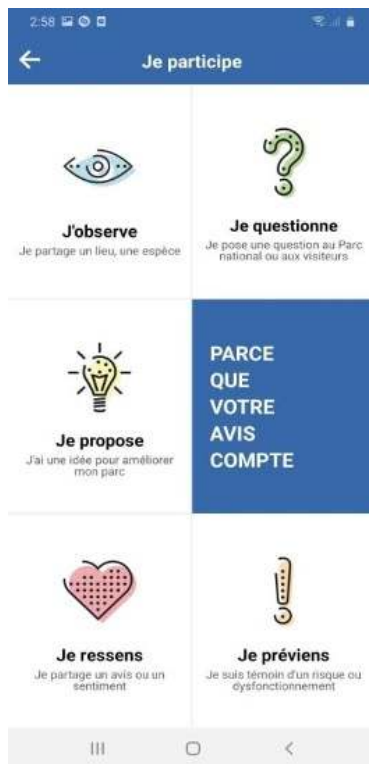 2:58
Je participe
J'observe
Je partage un lieu, une espèce
Je questionne
Je pose une question au Parc
national ou aux visiteurs
Je propose
J'ai une idée pour améliorer
mon parc
PARCE
QUE
VOTRE
AVIS
COMPTE
Je ressens
Je partage un avis ou un
sentiment
Je préviens
Je suis témoin d'un risque ou
dysfonctionnement